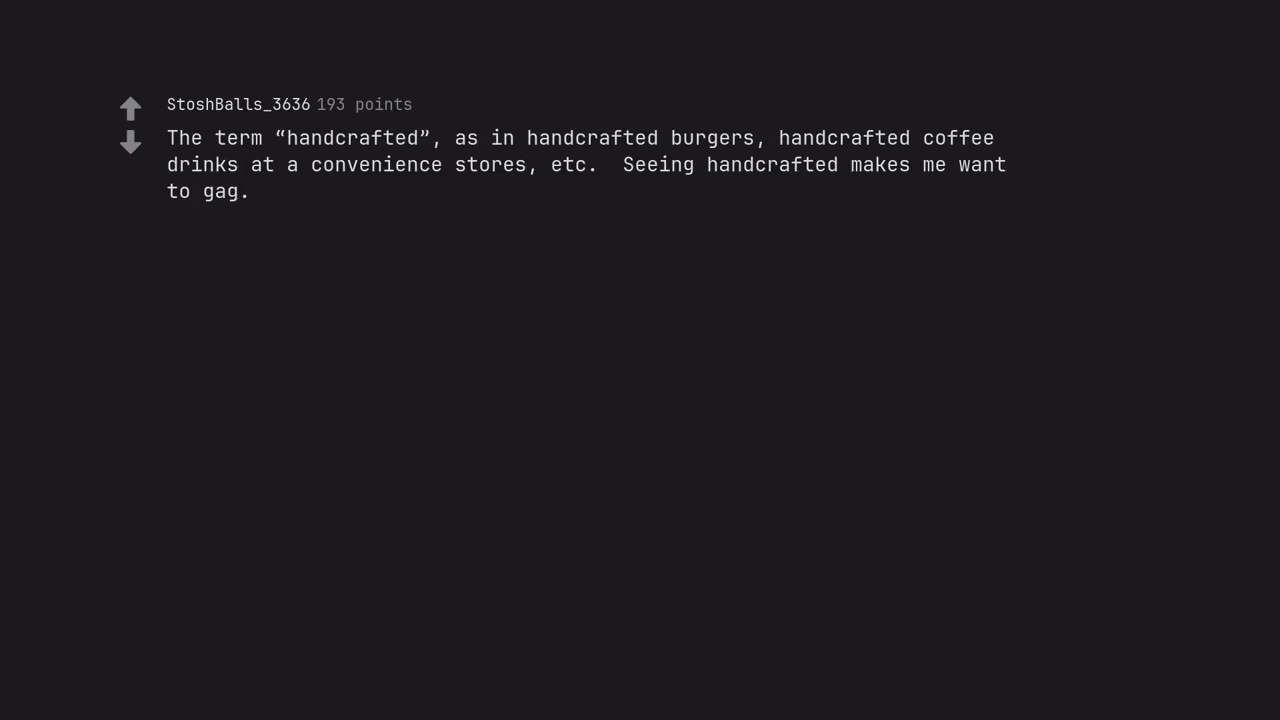 StoshBalls_3636 193 points
The term “handcrafted”, as in handcrafted burgers, handcrafted coffee
drinks at a convenience stores, etc.  Seeing handcrafted makes me want
to gag.